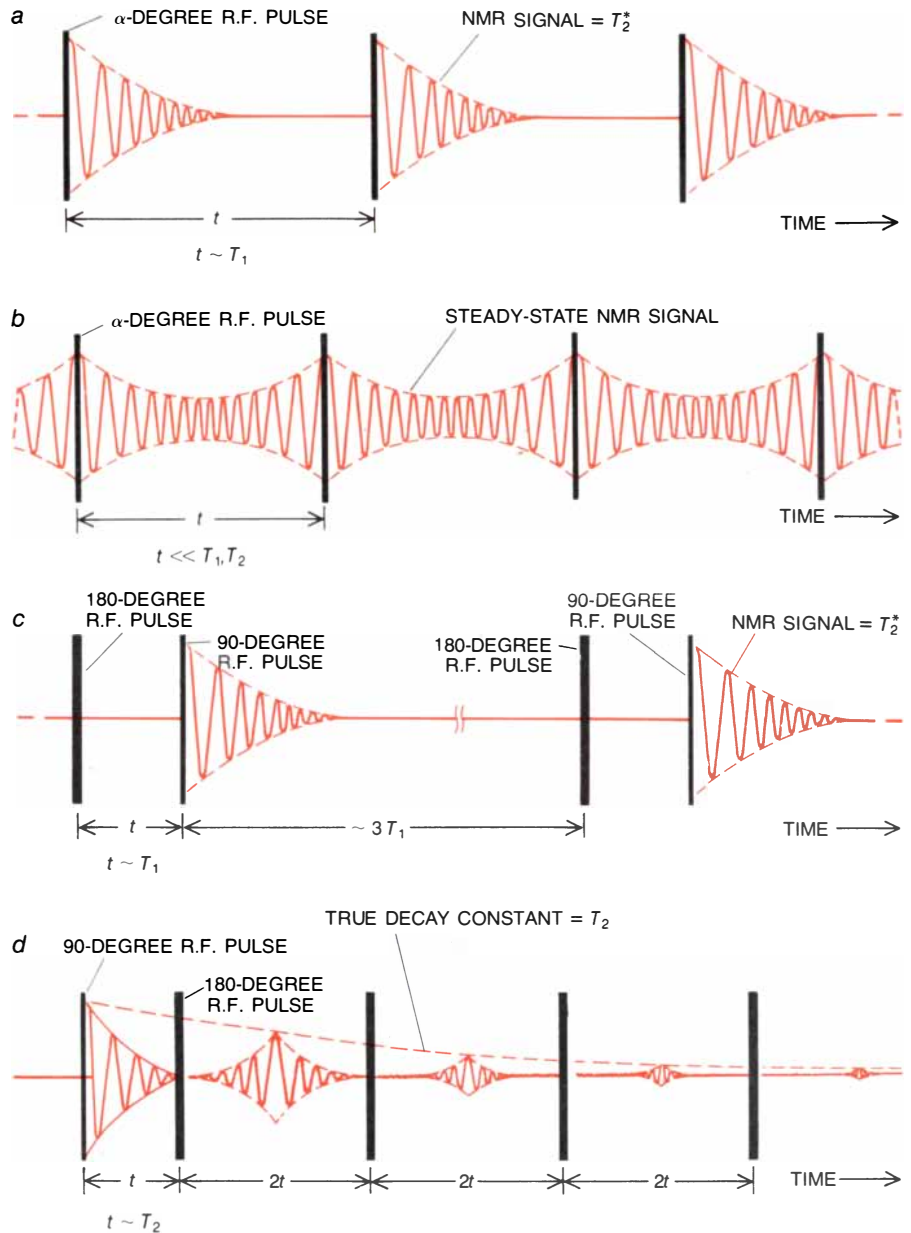 a
α-DEGREE R.F. PULSE
NMR SIGNAL = T₂*
t
t ~ T₁
TIME
b
α-DEGREE R.F. PULSE
STEADY-STATE NMR SIGNAL
t
t << T₁,T₂
TIME
c
180-DEGREE
R.F. PULSE
90-DEGREE
R.F. PULSE
180-DEGREE
R.F. PULSE
90-DEGREE
R.F. PULSE
NMR SIGNAL = T₂*
t
~ 3T₁
t ~ T₁
TIME
d
TRUE DECAY CONSTANT = T₂
90-DEGREE R.F. PULSE
180-DEGREE
R.F. PULSE
t
2t
2t
2t
TIME
t ~ T₂